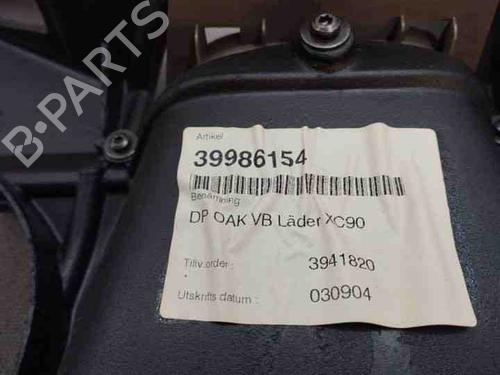 B-PARTS
Artikel
39986154
Benämning
DP OAK VB Läder XC90
Tillv.order : 3941820
Utskrifts datum : 030904